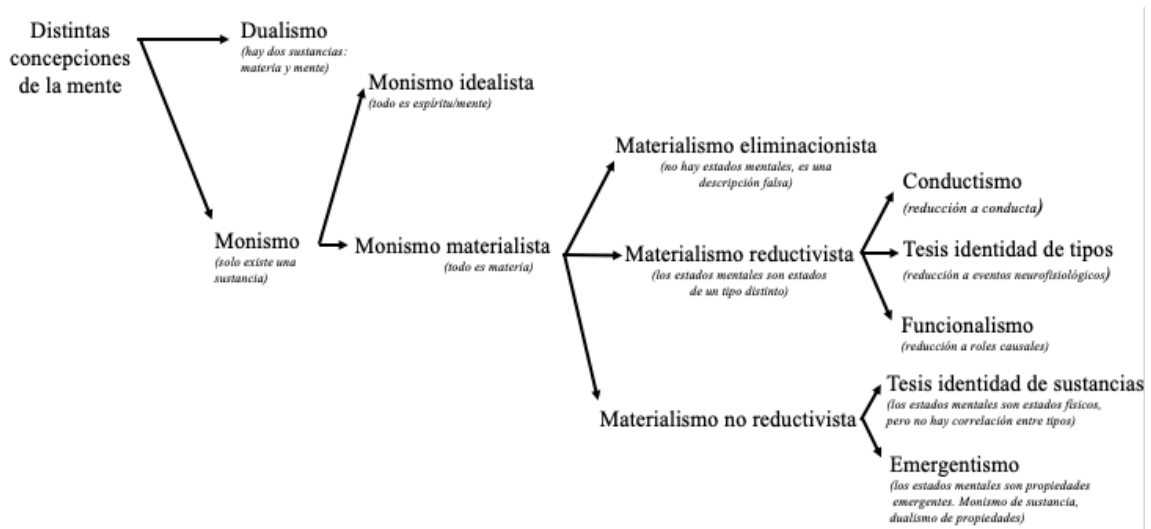 Distintas
concepciones
de la mente
Dualismo
(hay dos sustancias:
materia y mente)
Monismo idealista
(todo es espíritu/mente)
Monismo
(solo existe una
sustancia)
Monismo materialista
(todo es materia)
Materialismo eliminacionista
(no hay estados mentales, es una
descripción falsa)
Materialismo reductivista
(los estados mentales son estados
de un tipo distinto)
Conductismo
(reducción a conducta)
Tesis identidad de tipos
(reducción a eventos neurofisiológicos)
Funcionalismo
(reducción a roles causales)
Materialismo no reductivista
Tesis identidad de sustancias
(los estados mentales son estados físicos,
pero no hay correlación entre tipos)
Emergentismo
(los estados mentales son propiedades
emergentes. Monismo de sustancia,
dualismo de propiedades)